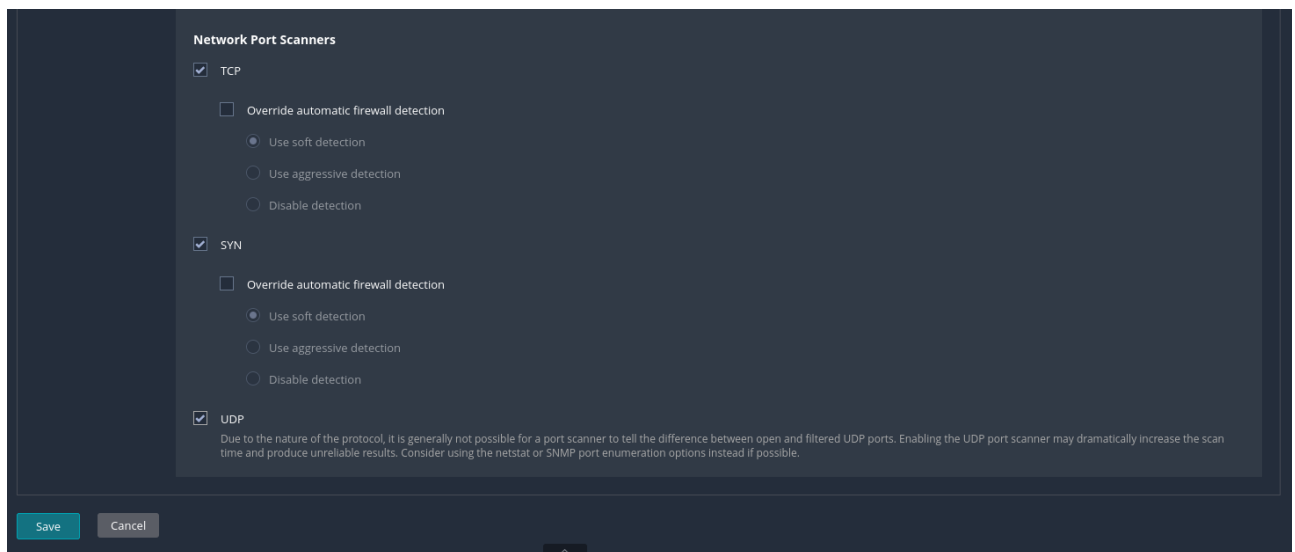 Network Port Scanners
TCP
Override automatic firewall detection
Use soft detection
Use aggressive detection
Disable detection
SYN
Override automatic firewall detection
Use soft detection
Use aggressive detection
Disable detection
UDP
Due to the nature of the protocol, it is generally not possible for a port scanner to tell the difference between open and filtered UDP ports. Enabling the UDP port scanner may dramatically increase the scan
time and produce unreliable results. Consider using the netstat or SNMP port enumeration options instead if possible.
Save Cancel